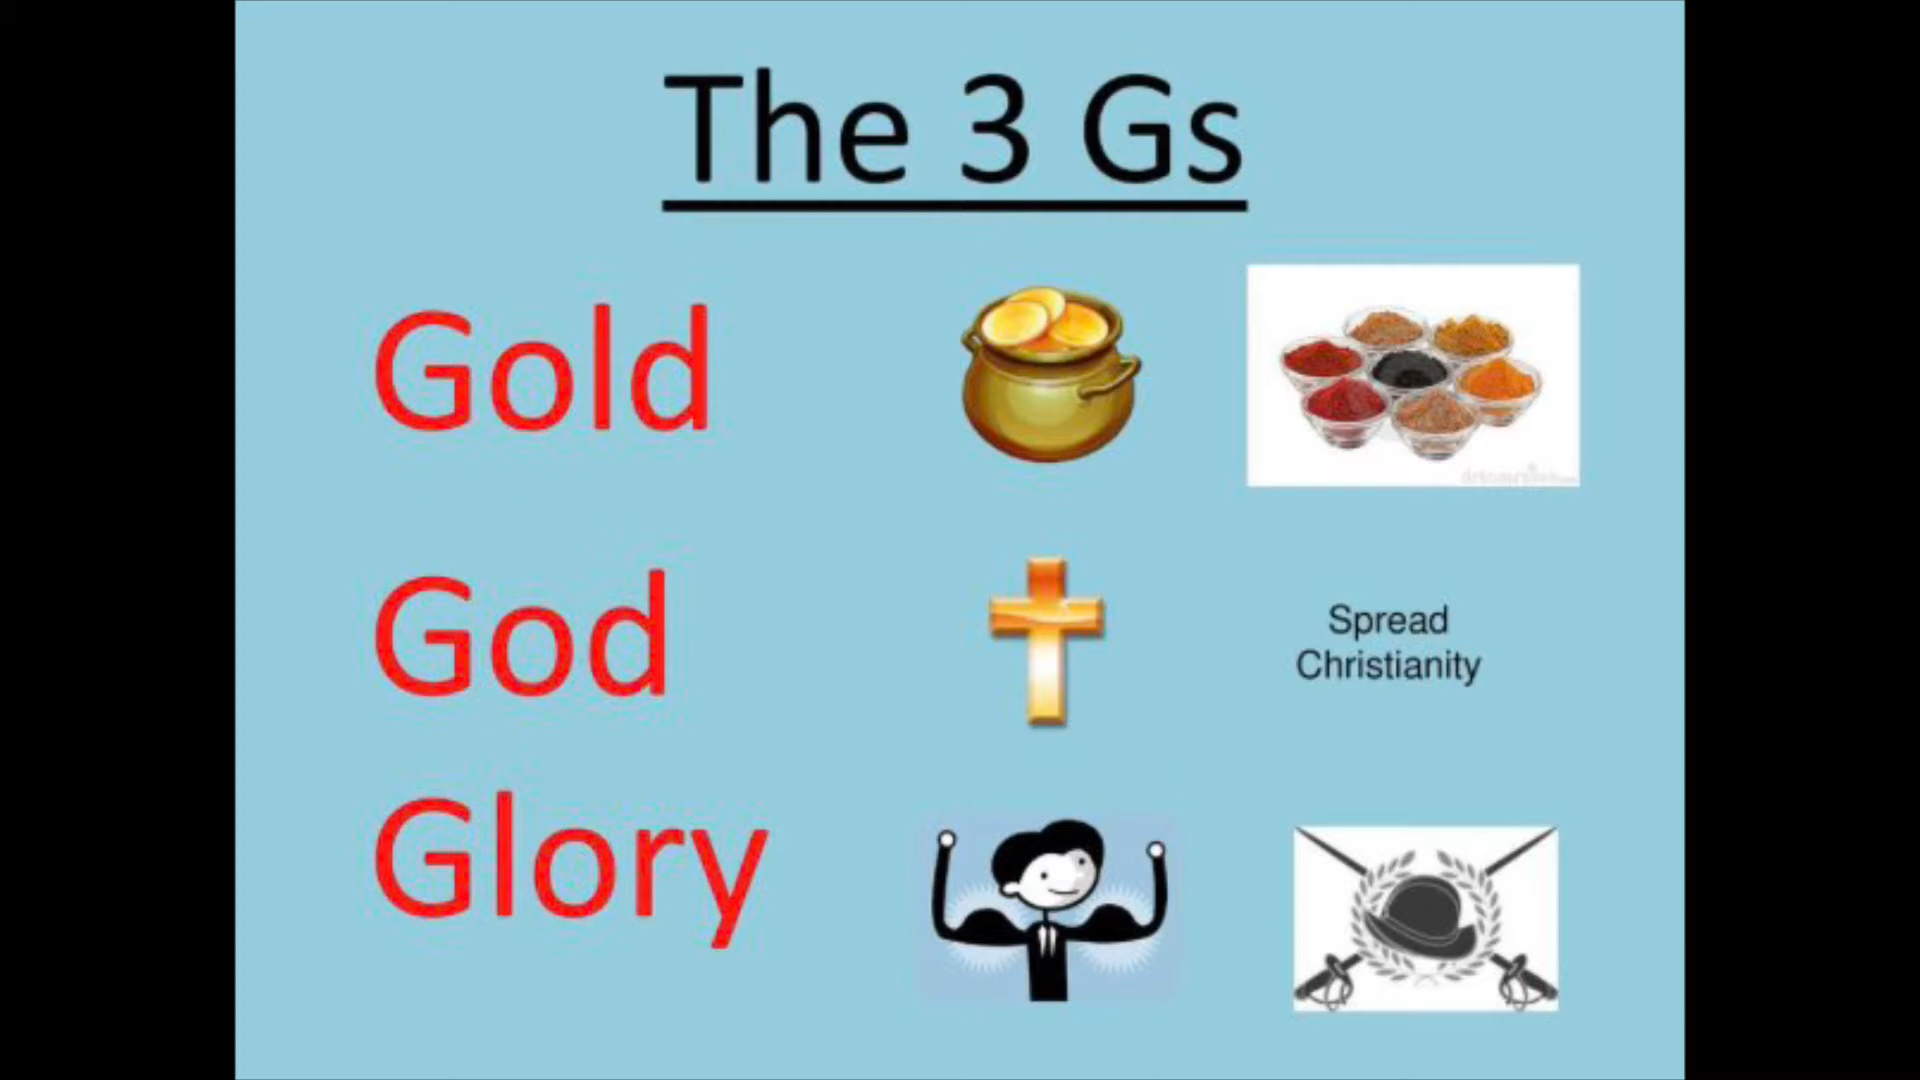 The 3 Gs
Gold
God
Spread
Christianity
Glory